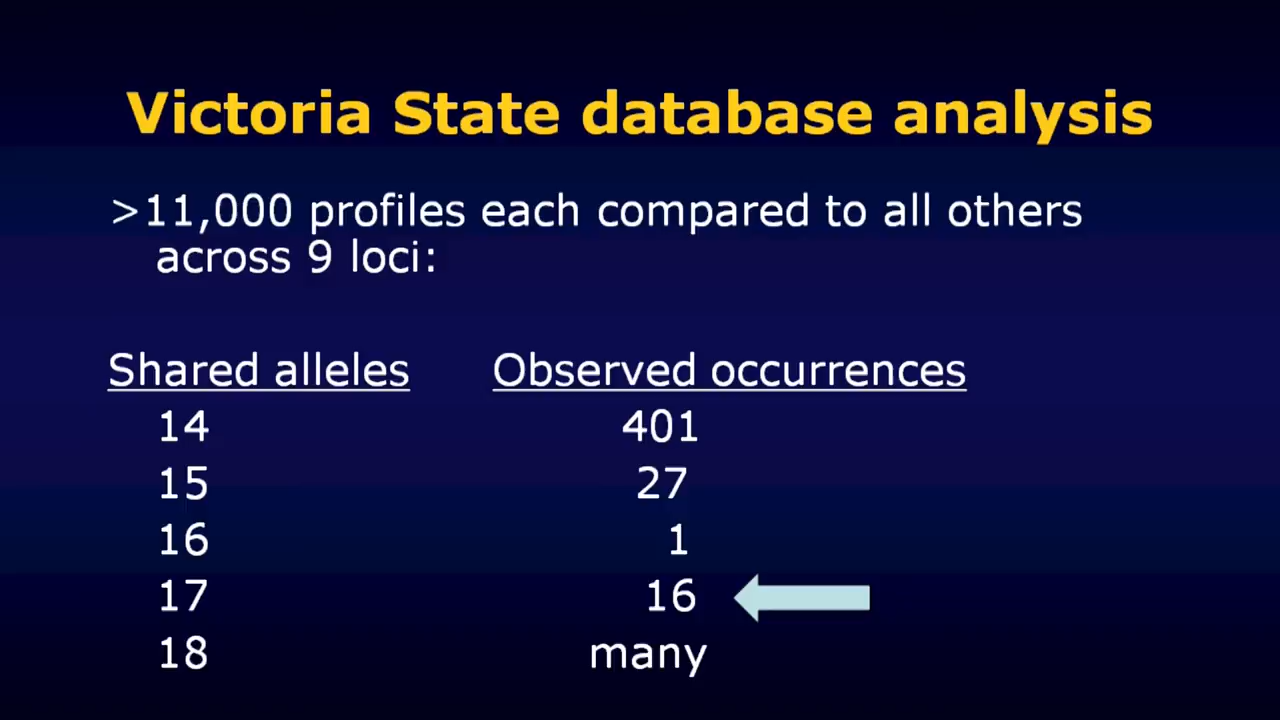 Victoria State database analysis
>11,000 profiles each compared to all others
across 9 loci:
Shared alleles Observed occurrences
14 401
15 27
16 1
17 16
18 many